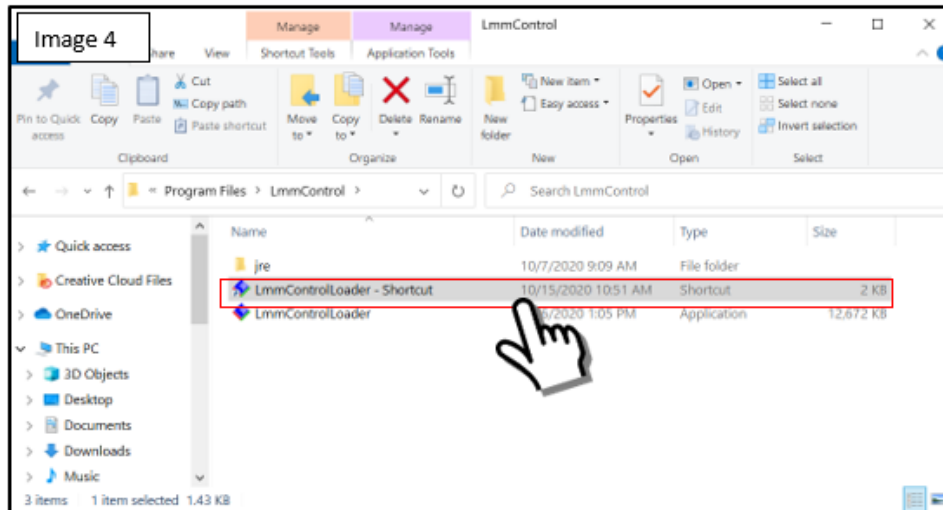 Image 4
Manage
Manage
LmmControl
hare
View
Shortcut Tools
Application Tools
Pin to Quick access
Copy
Paste
Cut
Copy path
Paste shortcut
Move to
Copy to
Delete
Rename
New folder
New item
Easy access
Properties
Open
Edit
History
Select all
Select none
Invert selection
Clipboard
Organize
New
Open
Select
« Program Files > LmmControl >
Search LmmControl
Name
Date modified
Type
Size
Quick access
Creative Cloud Files
OneDrive
This PC
3D Objects
Desktop
Documents
Downloads
Music
jre 10/7/2020 9:09 AM File folder
LmmControlLoader - Shortcut 10/15/2020 10:51 AM Shortcut 2 KB
LmmControlLoader 6/2020 1:05 PM Application 12,672 KB
3 items 1 item selected 1.43 KB